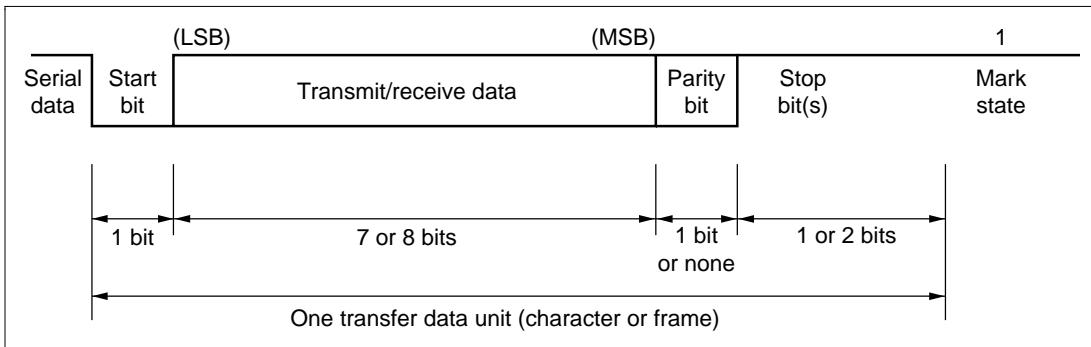 (LSB) (MSB) 1
Serial Start Transmit/receive data Parity Stop Mark
data bit bit bit(s) state
1 bit 7 or 8 bits 1 bit 1 or 2 bits
or none
One transfer data unit (character or frame)